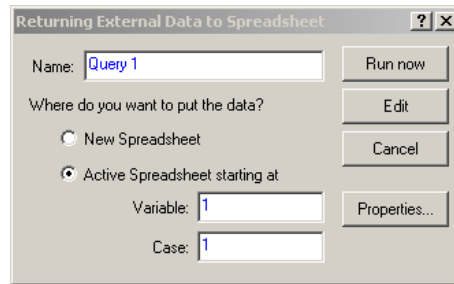 Returning External Data to Spreadsheet ? X
Name: Query 1 Run now
Where do you want to put the data? Edit
New Spreadsheet Cancel
Active Spreadsheet starting at
Variable: 1 Properties...
Case: 1